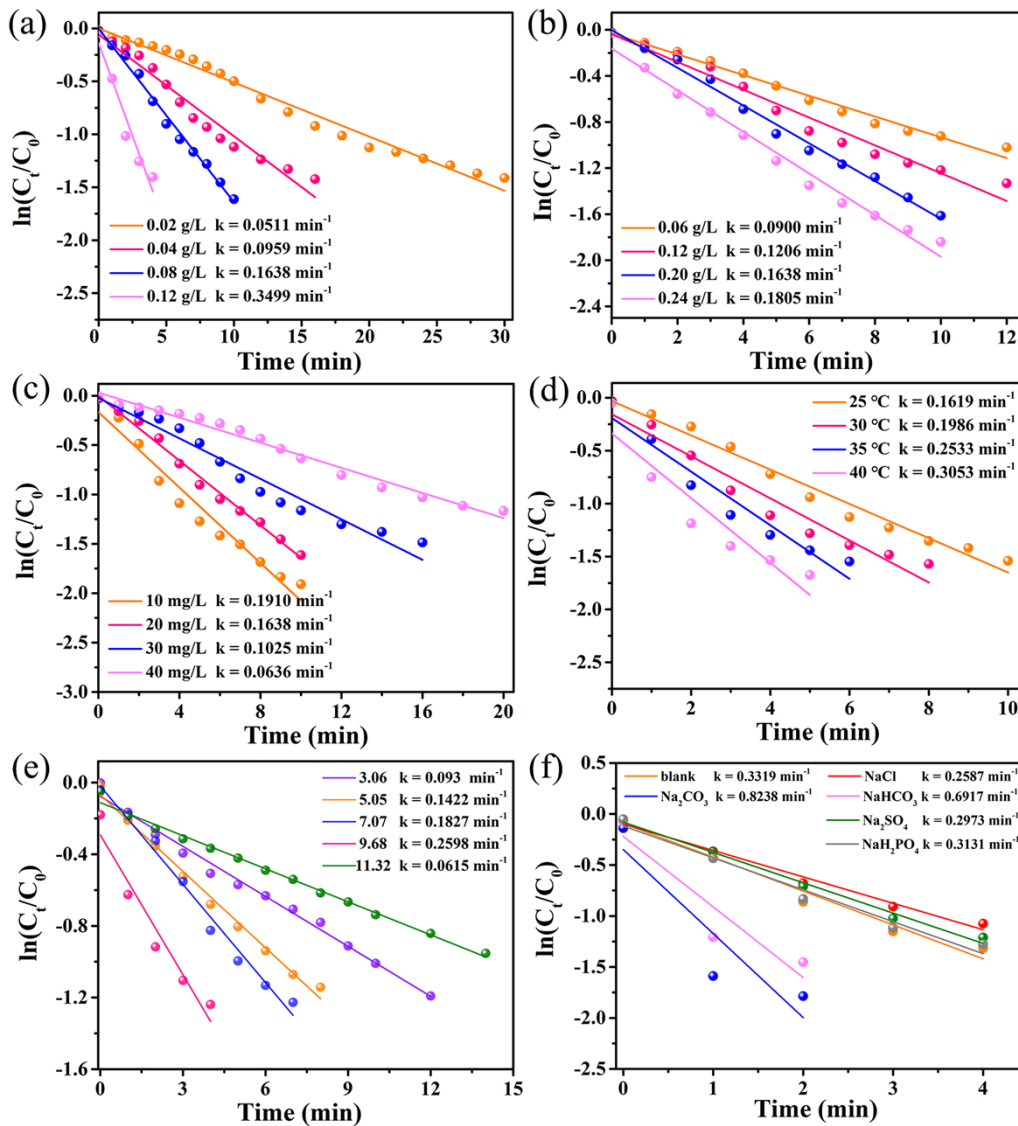 (a)
ln(Ct/C0)
0.0
-0.5
-1.0
-1.5
-2.0
-2.5
0.02 g/L k = 0.0511 min-1
0.04 g/L k = 0.0959 min-1
0.08 g/L k = 0.1638 min-1
0.12 g/L k = 0.3499 min-1
0 5 10 15 20 25 30
Time (min)
(b)
ln(Ct/C0)
0.0
-0.4
-0.8
-1.2
-1.6
-2.0
-2.4
0.06 g/L k = 0.0900 min-1
0.12 g/L k = 0.1206 min-1
0.20 g/L k = 0.1638 min-1
0.24 g/L k = 0.1805 min-1
0 2 4 6 8 10 12
Time (min)
(c)
ln(Ct/C0)
0.0
-0.5
-1.0
-1.5
-2.0
-2.5
-3.0
10 mg/L k = 0.1910 min-1
20 mg/L k = 0.1638 min-1
30 mg/L k = 0.1025 min-1
40 mg/L k = 0.0636 min-1
0 4 8 12 16 20
Time (min)
(d)
ln(Ct/C0)
0.0
-0.5
-1.0
-1.5
-2.0
-2.5
25 °C k = 0.1619 min-1
30 °C k = 0.1986 min-1
35 °C k = 0.2533 min-1
40 °C k = 0.3053 min-1
0 2 4 6 8 10
Time (min)
(e)
ln(Ct/C0)
0.0
-0.4
-0.8
-1.2
-1.6
3.06 k = 0.093 min-1
5.05 k = 0.1422 min-1
7.07 k = 0.1827 min-1
9.68 k = 0.2598 min-1
11.32 k = 0.0615 min-1
0 3 6 9 12 15
Time (min)
(f)
ln(Ct/C0)
0.5
0.0
-0.5
-1.0
-1.5
-2.0
-2.5
blank k = 0.3319 min-1
Na2CO3 k = 0.8238 min-1
NaCl k = 0.2587 min-1
NaHCO3 k = 0.6917 min-1
Na2SO4 k = 0.2973 min-1
NaH2PO4 k = 0.3131 min-1
0 1 2 3 4
Time (min)